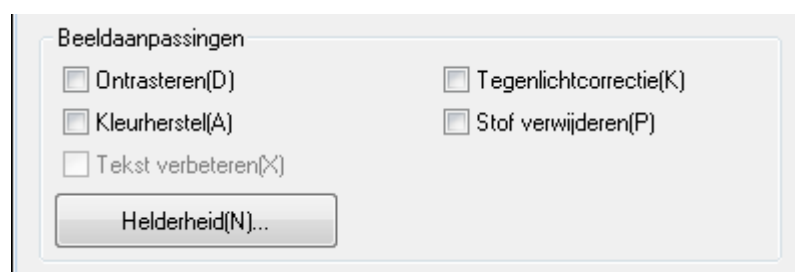 Beeldaanpassingen
Ontrasteren(D)
Tegenlichtcorrectie(K)
Kleurherstel(A)
Stof verwijderen(P)
Tekst verbeteren(X)
Helderheid(N)...